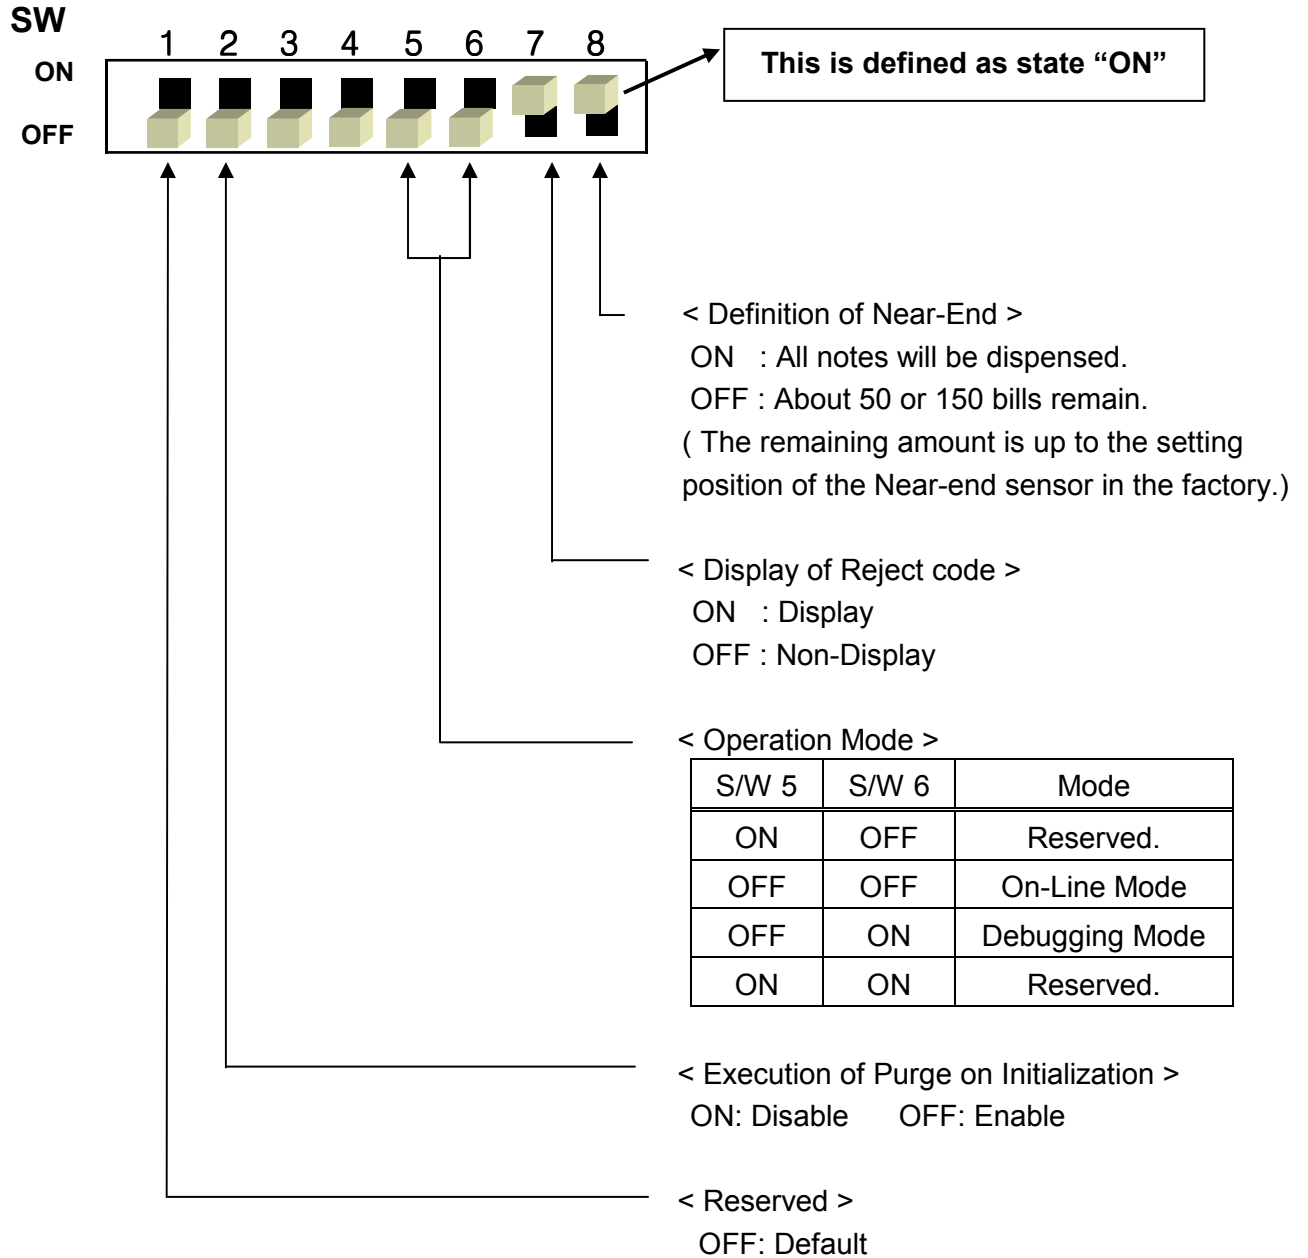 SW
1 2 3 4 5 6 7 8
ON
OFF
This is defined as state “ON”
< Definition of Near-End >
ON : All notes will be dispensed.
OFF : About 50 or 150 bills remain.
( The remaining amount is up to the setting
position of the Near-end sensor in the factory.)
< Display of Reject code >
ON : Display
OFF : Non-Display
< Operation Mode >
S/W 5 S/W 6 Mode
ON OFF Reserved.
OFF OFF On-Line Mode
OFF ON Debugging Mode
ON ON Reserved.
< Execution of Purge on Initialization >
ON: Disable OFF: Enable
< Reserved >
OFF: Default